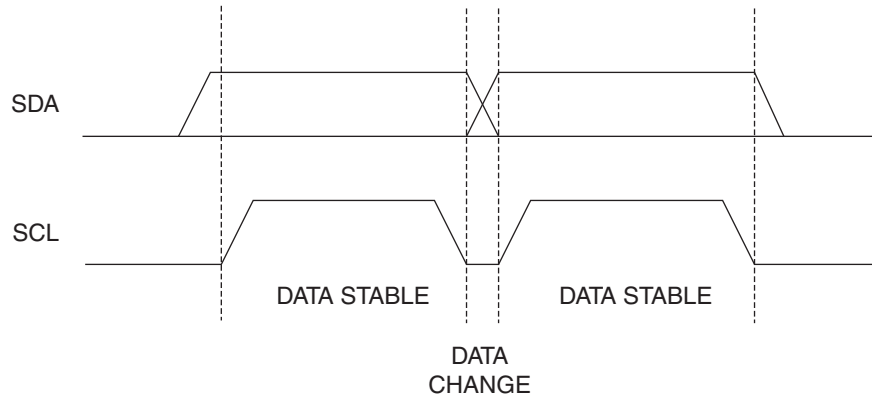 SDA
SCL
DATA STABLE
DATA STABLE
DATA
CHANGE